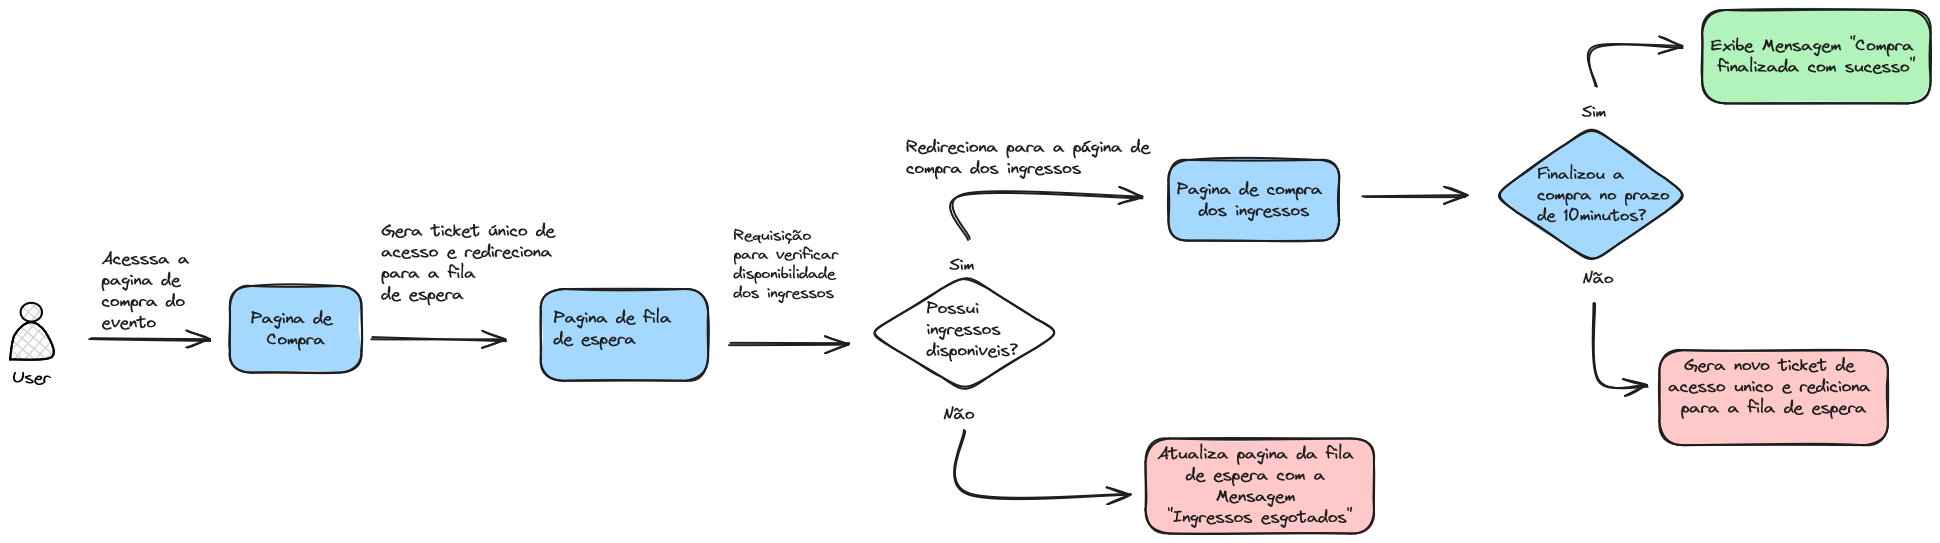 Acesssa a
pagina de
compra do
evento
User
Pagina de
Compra
Gera ticket único de
acesso e redireciona
para a fila
de espera
Pagina de fila
de espera
Requisição
para verificar
disponibilidade
dos ingressos
Possui
ingressos
disponiveis?
Sim
Redireciona para a página de
compra dos ingressos
Pagina de compra
dos ingressos
Não
Atualiza pagina da fila
de espera com a
Mensagem
"Ingressos esgotados"
Finalizou a
compra no prazo
de 10minutos?
Sim
Exibe Mensagem "Compra
finalizada com sucesso"
Não
Gera novo ticket de
acesso unico e rediciona
para a fila de espera